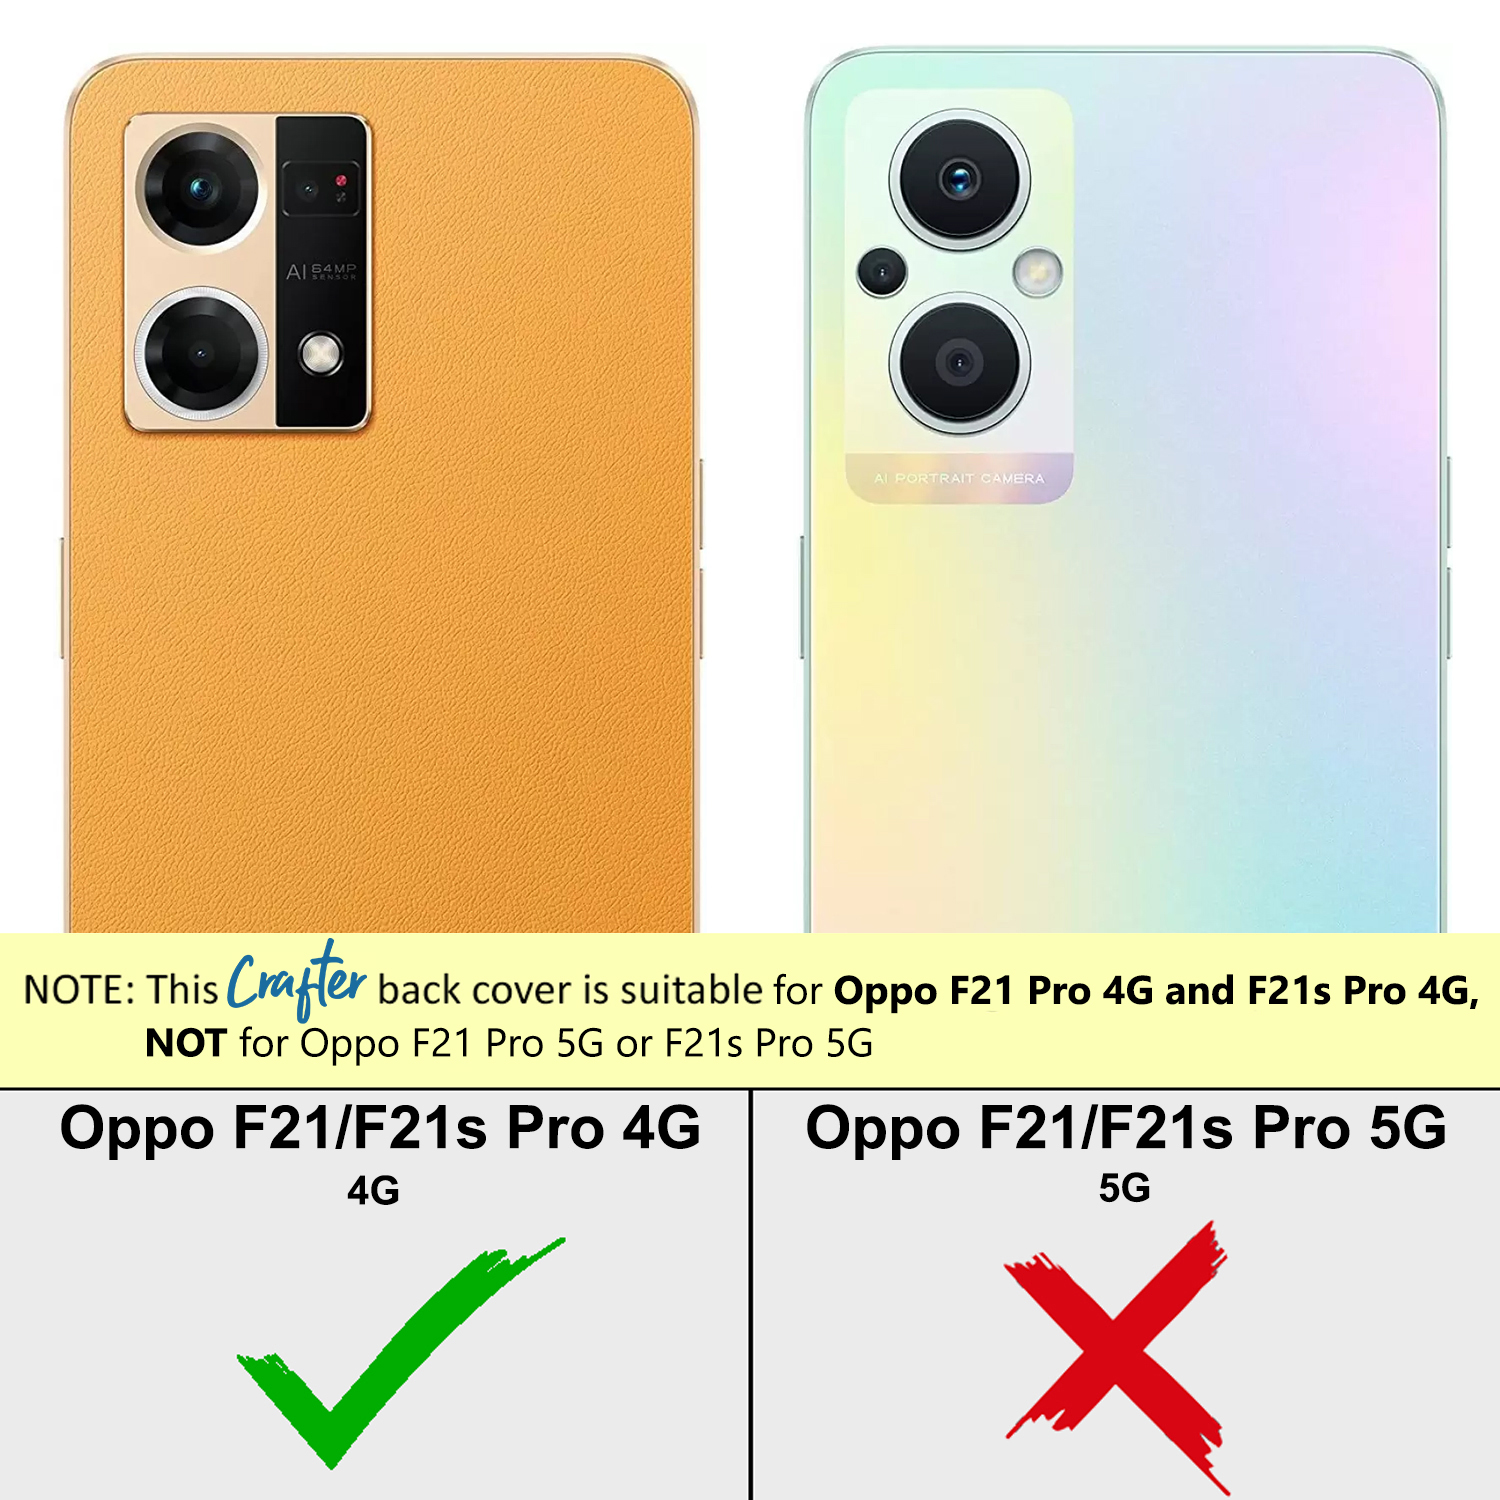 AI 64MP
SENSOR
AI PORTRAIT CAMERA
NOTE: This Crafter back cover is suitable for Oppo F21 Pro 4G and F21s Pro 4G,
NOT for Oppo F21 Pro 5G or F21s Pro 5G
Oppo F21/F21s Pro 4G
4G
Oppo F21/F21s Pro 5G
5G